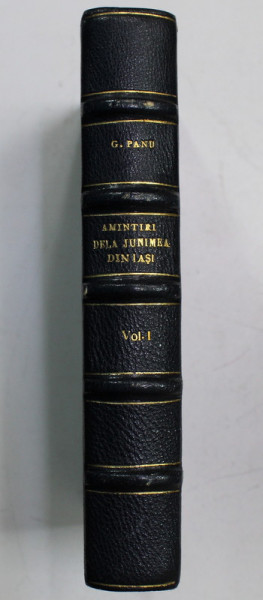 G. PANU
AMINTIRI
DELA JUNIMEA
DIN IAȘI
Vol. I